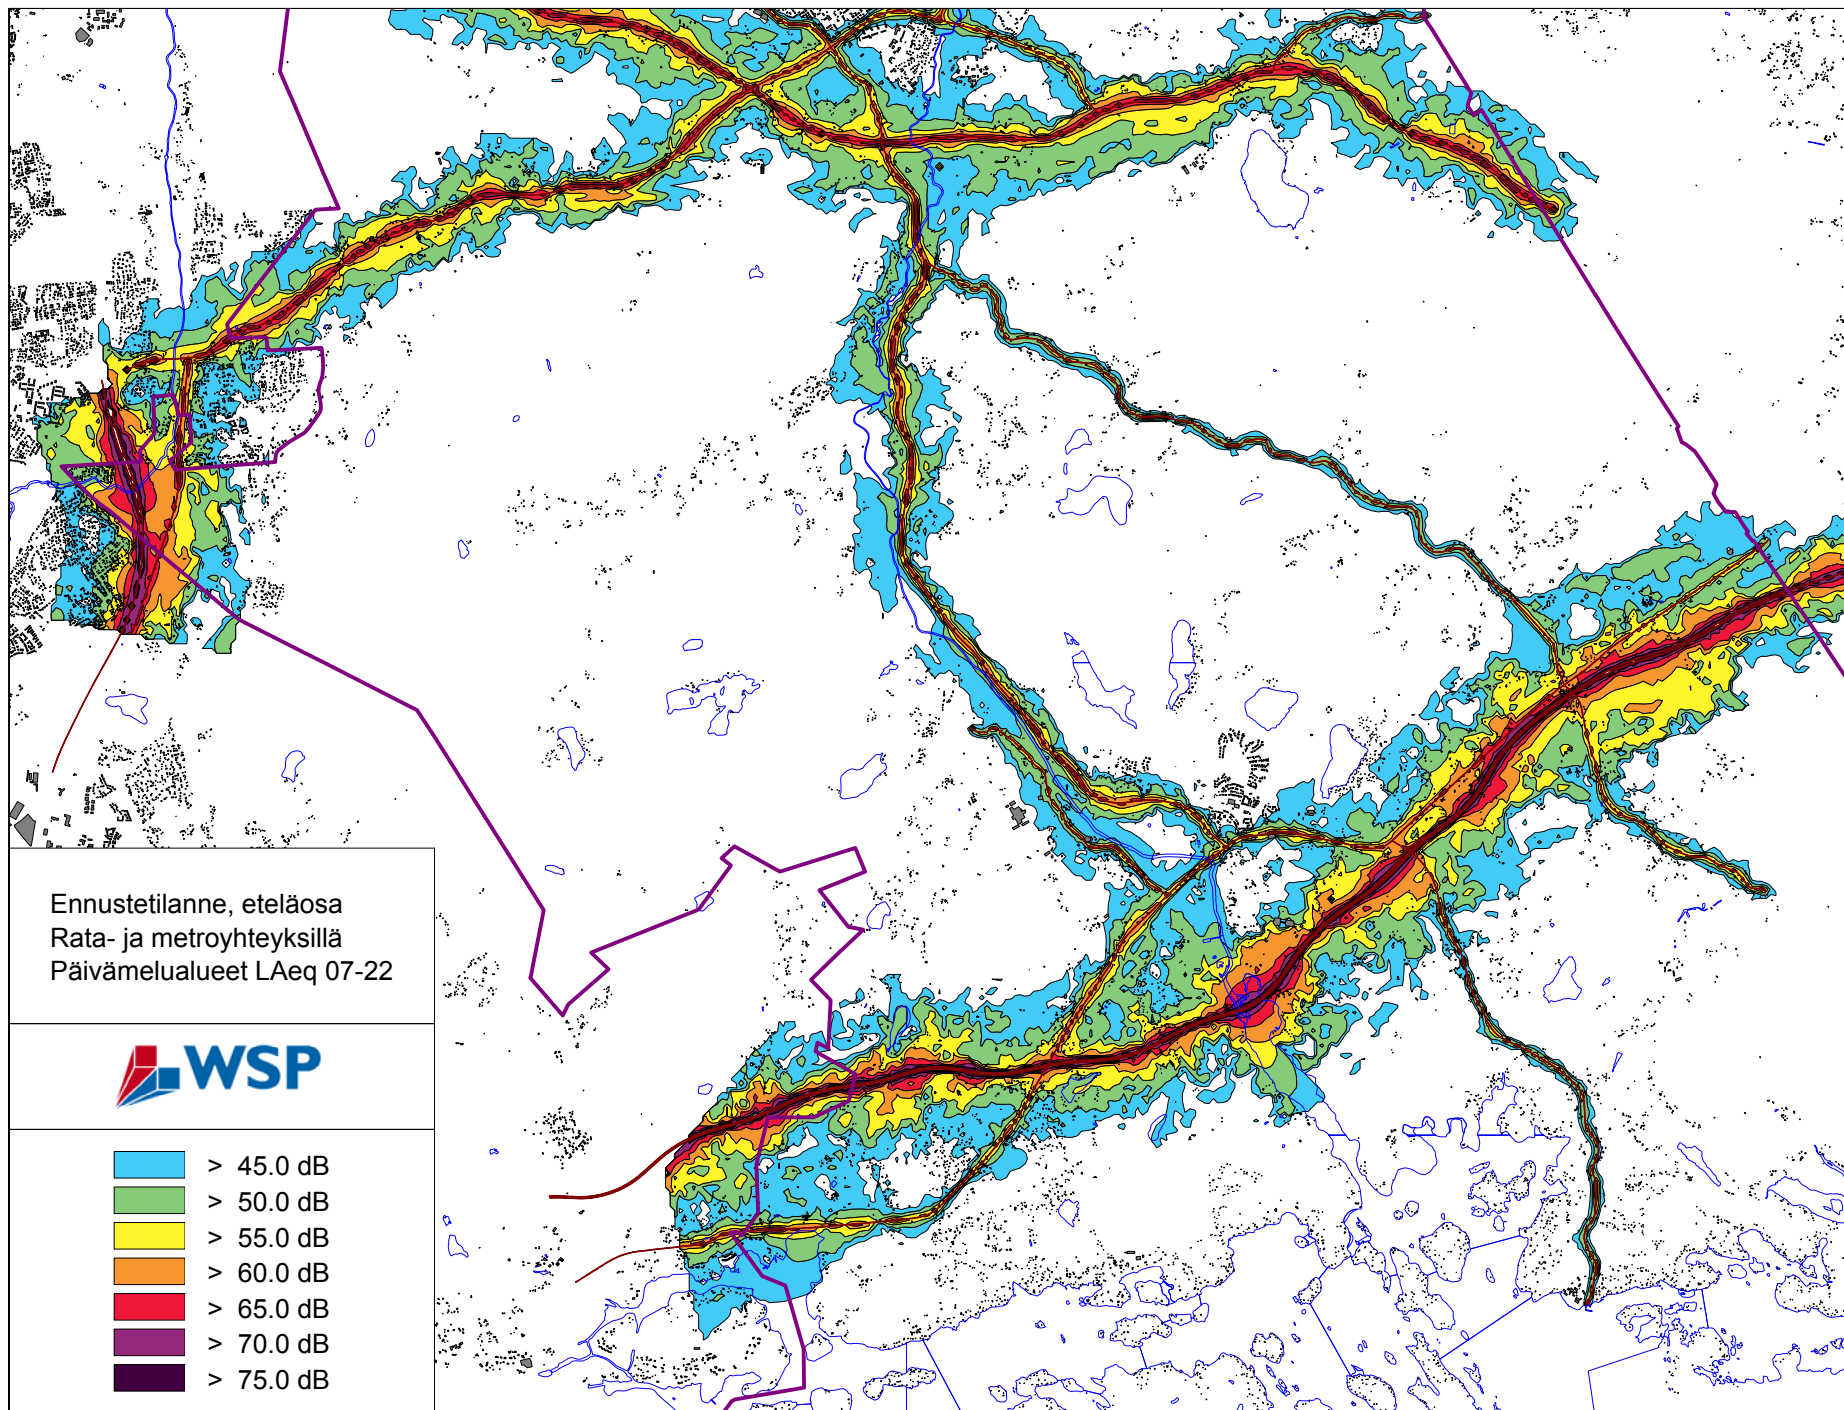 Ennustetilanne, eteläosa
Rata- ja metroyhteyksillä
Päivämelualueet LAeq 07-22
WSP
> 45.0 dB
> 50.0 dB
> 55.0 dB
> 60.0 dB
> 65.0 dB
> 70.0 dB
> 75.0 dB